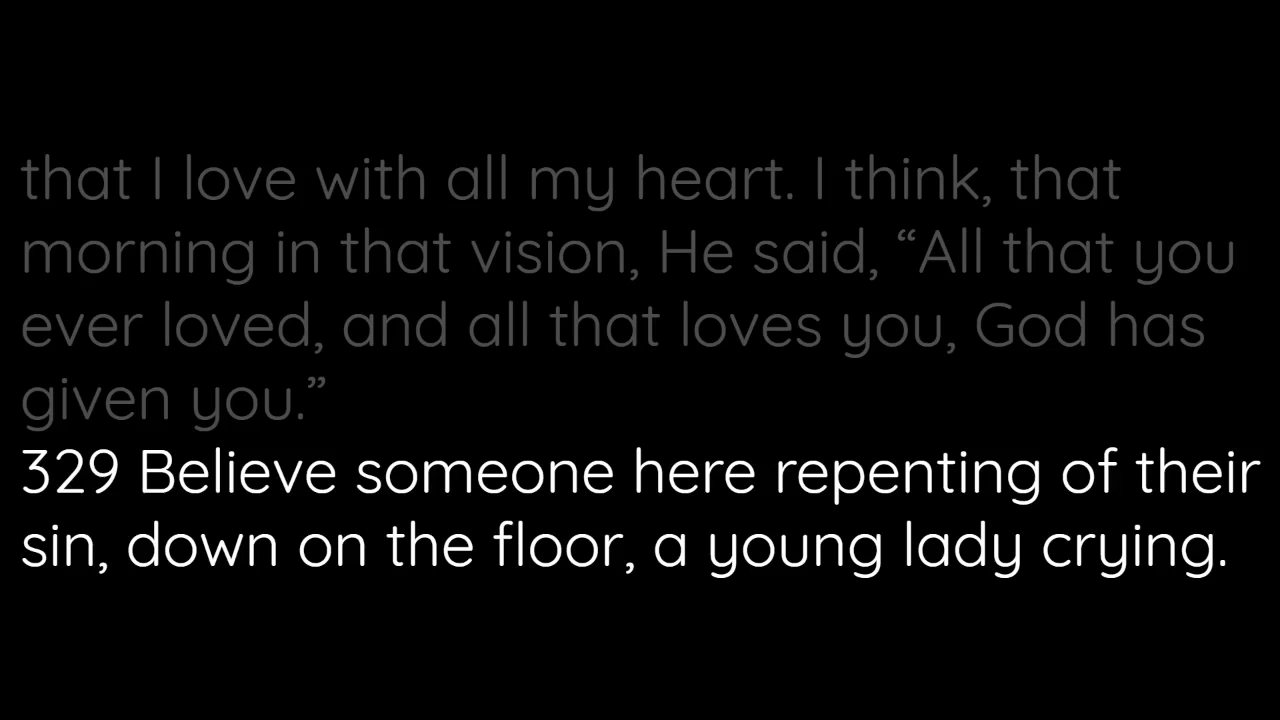 that I love with all my heart. I think, that
morning in that vision, He said, “All that you
ever loved, and all that loves you, God has
given you.”
329 Believe someone here repenting of their
sin, down on the floor, a young lady crying.